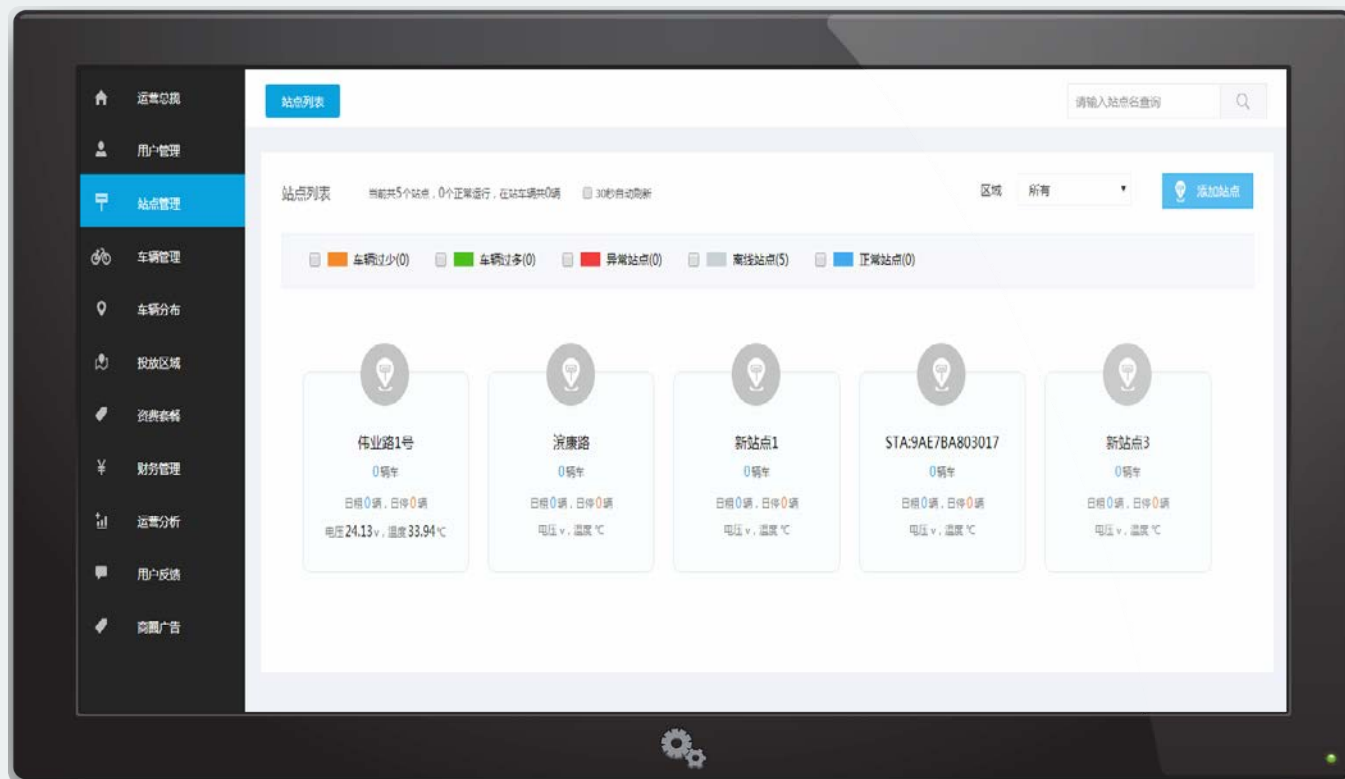 运营总揽
用户管理
站点管理
车辆管理
车辆分布
投放区域
资费套餐
财务管理
运营分析
用户反馈
商圈广告
站点列表
请输入站点名查询
站点列表 当前共5个站点，0个正常运行，在站车辆共0辆 30秒自动刷新 区域 所有 添加站点
车辆过少(0) 车辆过多(0) 异常站点(0) 离线站点(5) 正常站点(0)
伟业路1号
0辆车
日租0辆，日停0辆
电压24.13v，温度33.94℃
滨康路
0辆车
日租0辆，日停0辆
电压v，温度℃
新站点1
0辆车
日租0辆，日停0辆
电压v，温度℃
STA:9AE7BA803017
0辆车
日租0辆，日停0辆
电压v，温度℃
新站点3
0辆车
日租0辆，日停0辆
电压v，温度℃